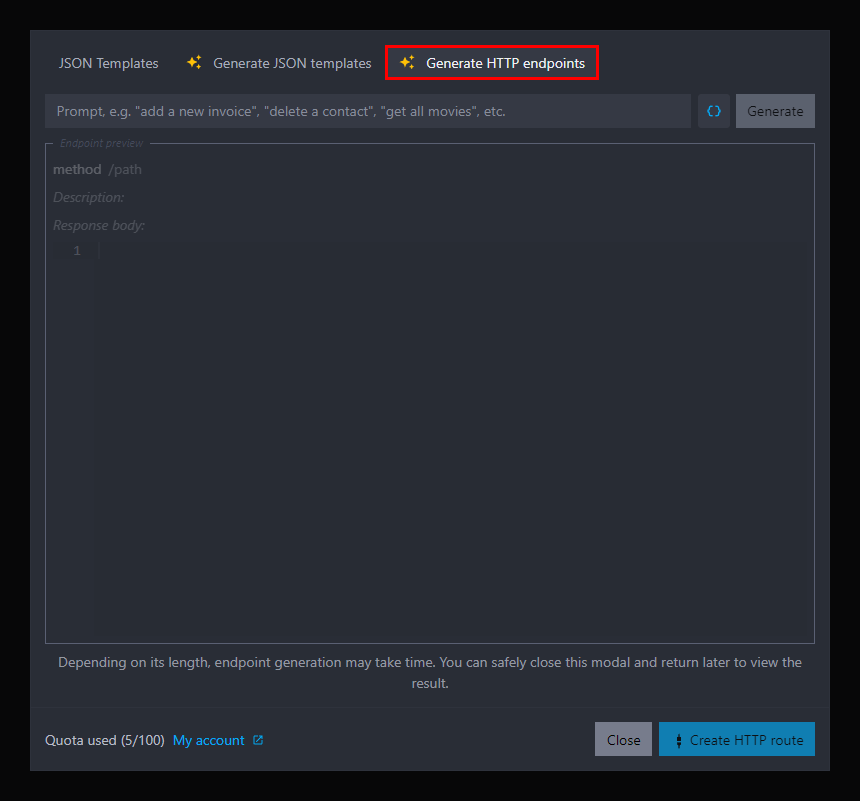 JSON Templates Generate JSON templates Generate HTTP endpoints
Prompt, e.g. "add a new invoice", "delete a contact", "get all movies", etc. {} Generate
Endpoint preview
method /path
Description:
Response body:
1
Depending on its length, endpoint generation may take time. You can safely close this modal and return later to view the
result.
Quota used (5/100) My account Close Create HTTP route